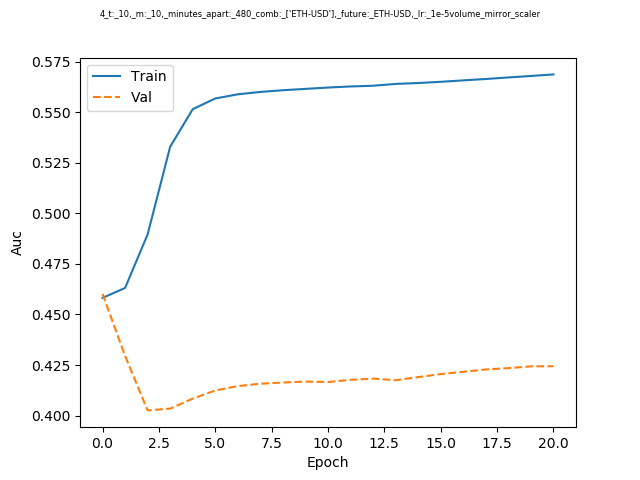 4_t:_10,_m:_10,_minutes_apart:_480_comb:_['ETH-USD'],_future:_ETH-USD,_lr:_1e-5volume_mirror_scaler
Train
Val
0.575
0.550
0.525
0.500
0.475
0.450
0.425
0.400
Auc
0.0 2.5 5.0 7.5 10.0 12.5 15.0 17.5 20.0
Epoch